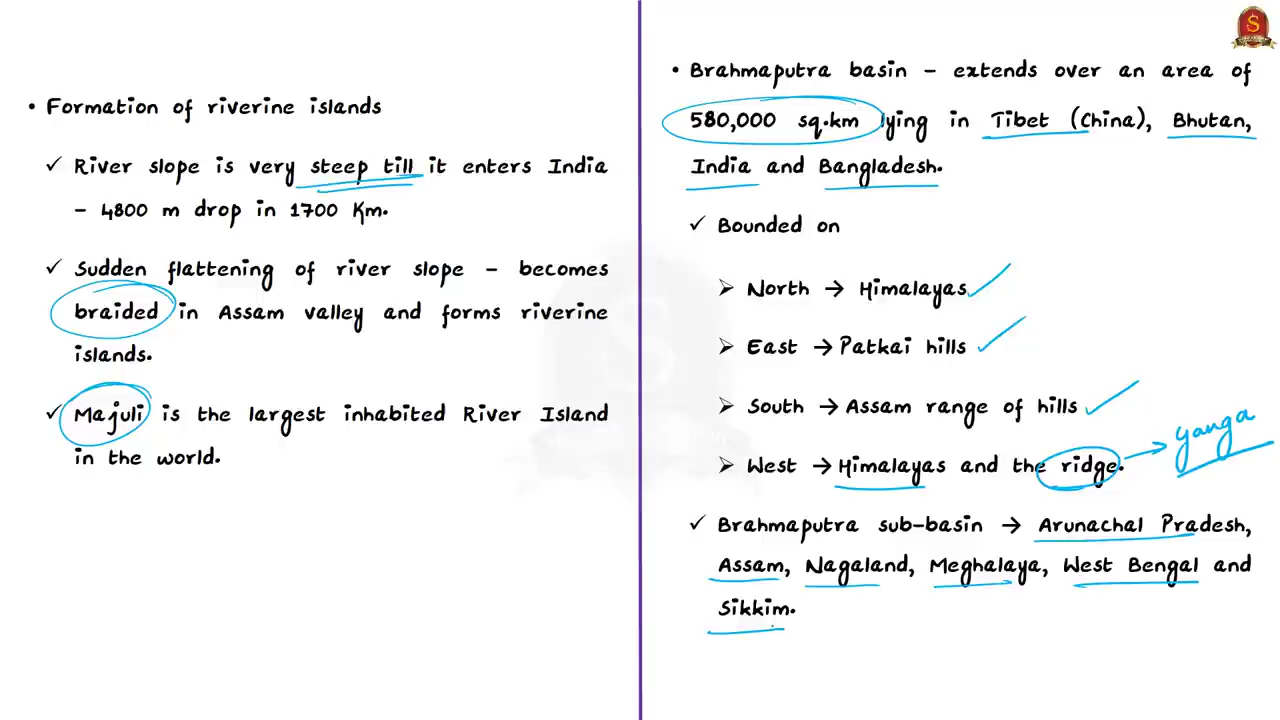 • Formation of riverine islands
✓ River slope is very steep till it enters India
- 4800 m drop in 1700 Km.
✓ Sudden flattening of river slope - becomes
braided in Assam valley and forms riverine
islands.
✓ Majuli is the largest inhabited River Island
in the world.
• Brahmaputra basin - extends over an area of
580,000 sq.km lying in Tibet (China), Bhutan,
India and Bangladesh.
✓ Bounded on
➢ North → Himalayas
➢ East → Patkai hills
➢ South → Assam range of hills
➢ West → Himalayas and the ridge. → ganga
✓ Brahmaputra sub-basin → Arunachal Pradesh,
Assam, Nagaland, Meghalaya, West Bengal and
Sikkim.